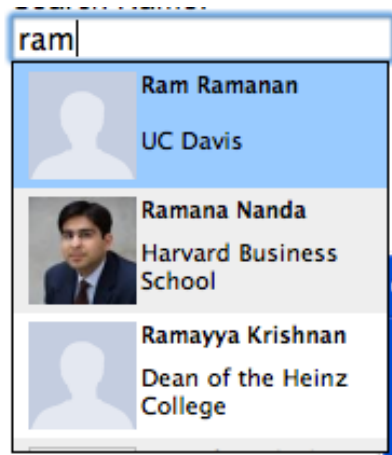 ram
Ram Ramanan
UC Davis
Ramana Nanda
Harvard Business
School
Ramayya Krishnan
Dean of the Heinz
College